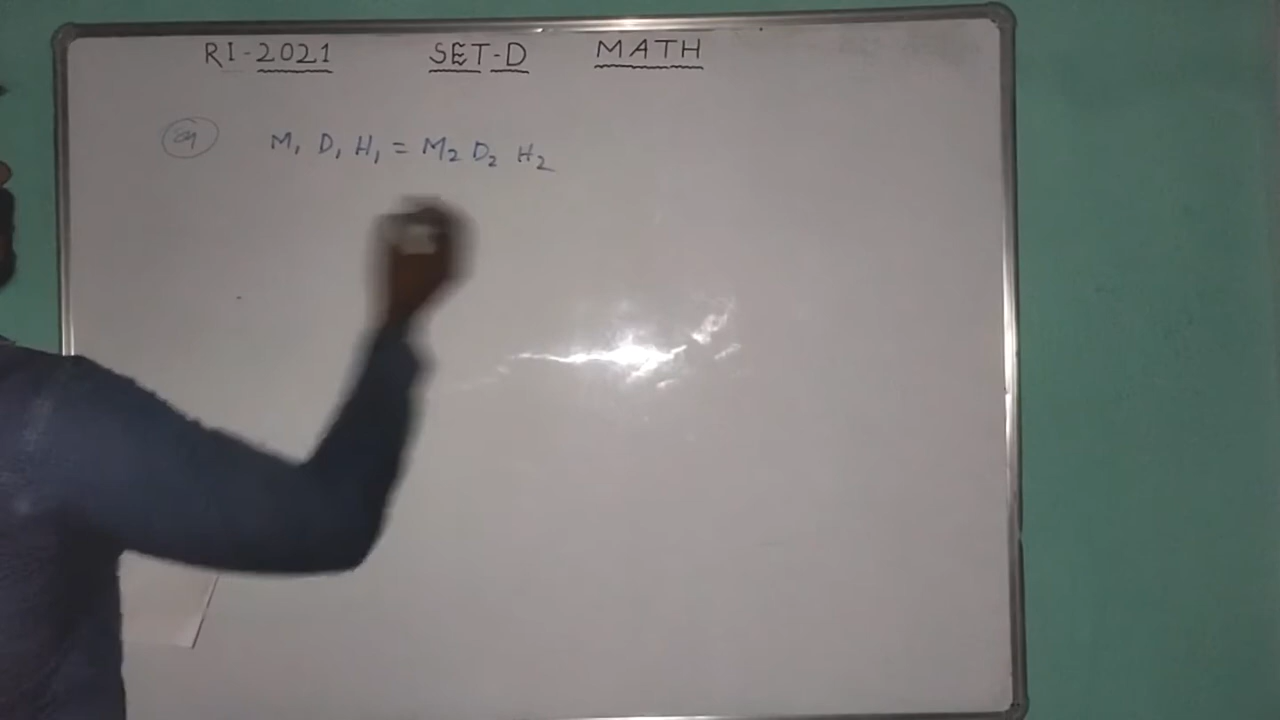 RI-2021 SET-D MATH
M₁ D₁ H₁ = M₂ D₂ H₂